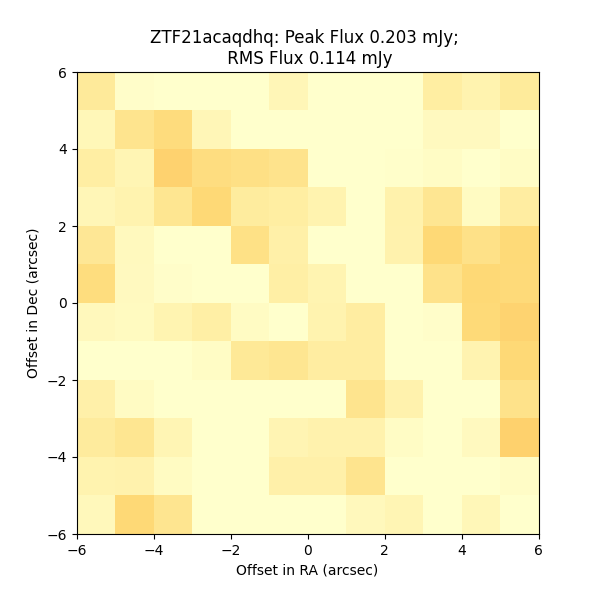 ZTF21acaqdhq: Peak Flux 0.203 mJy;
RMS Flux 0.114 mJy
6
4
2
0
−2
−4
−6
Offset in Dec (arcsec)
−6 −4 −2 0 2 4 6
Offset in RA (arcsec)